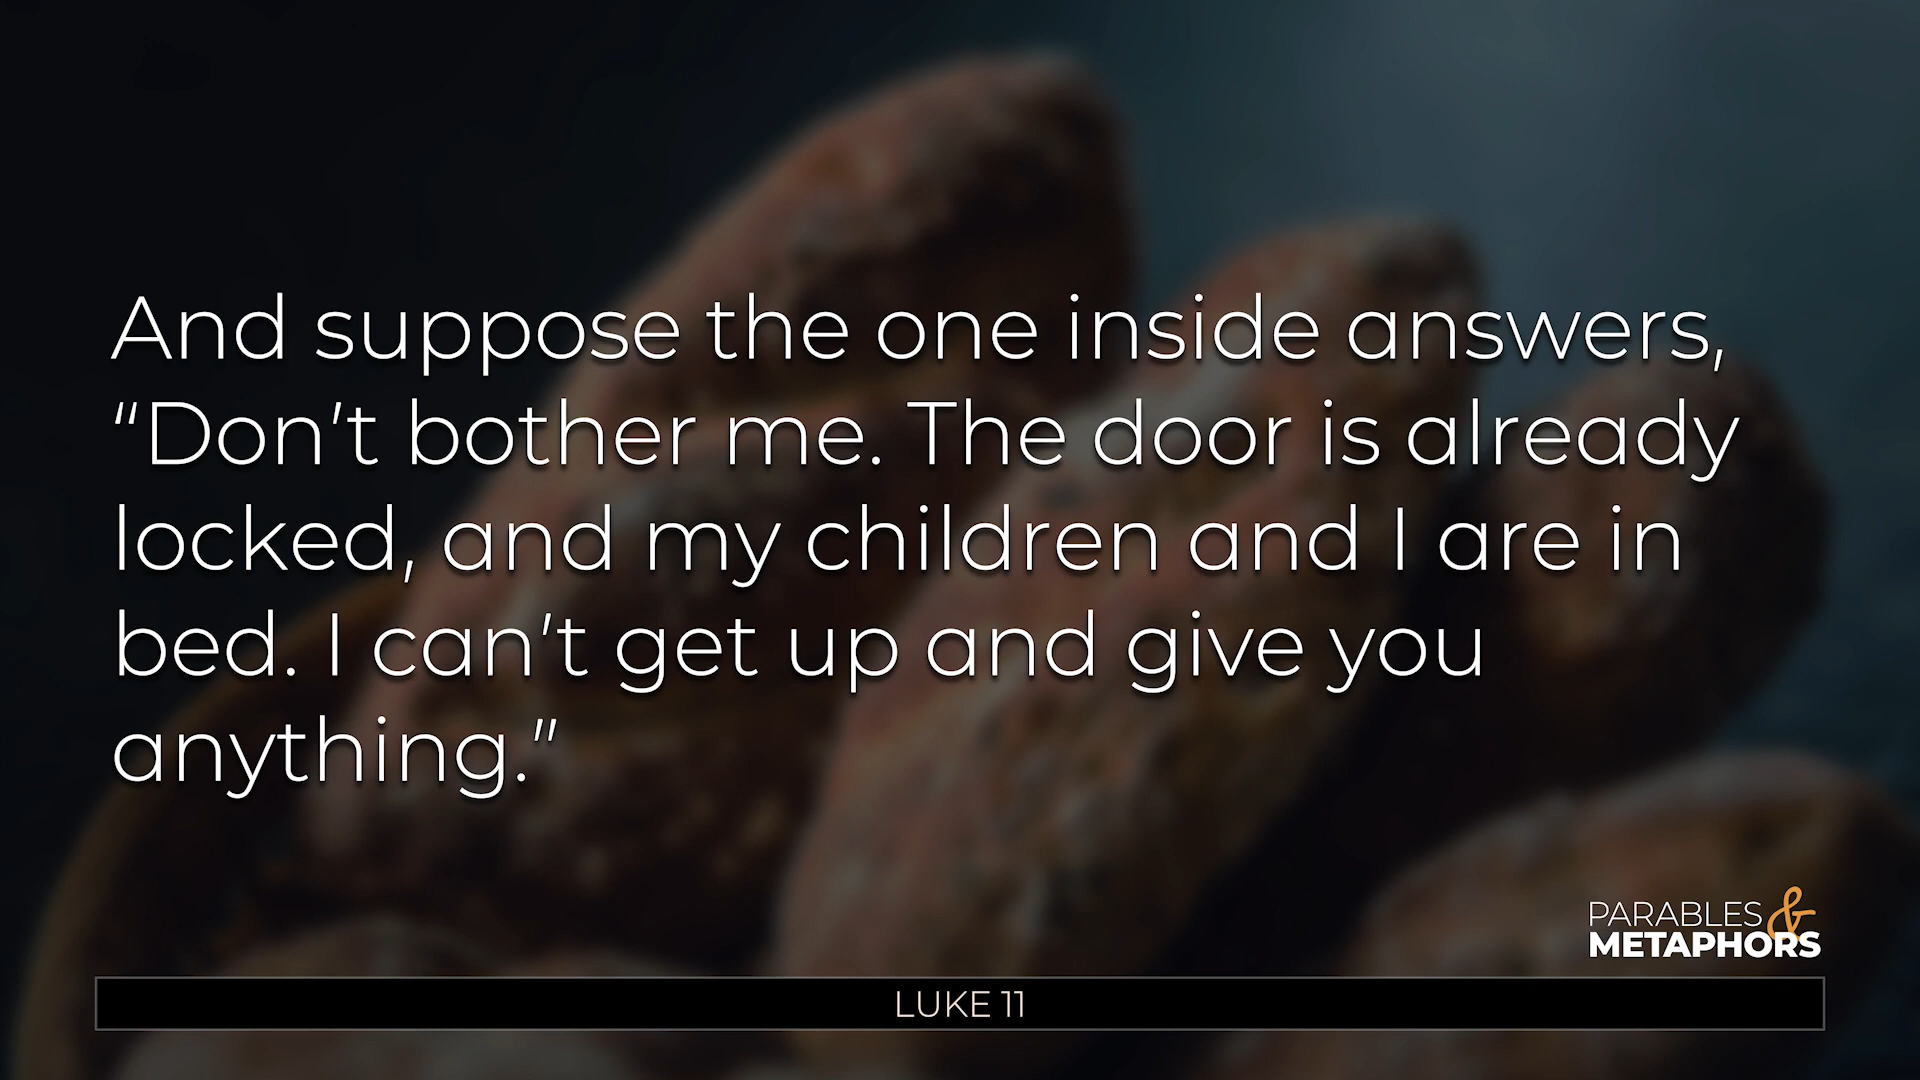 And suppose the one inside answers,
“Don’t bother me. The door is already
locked, and my children and I are in
bed. I can’t get up and give you
anything.”
PARABLES &
METAPHORS
LUKE 11